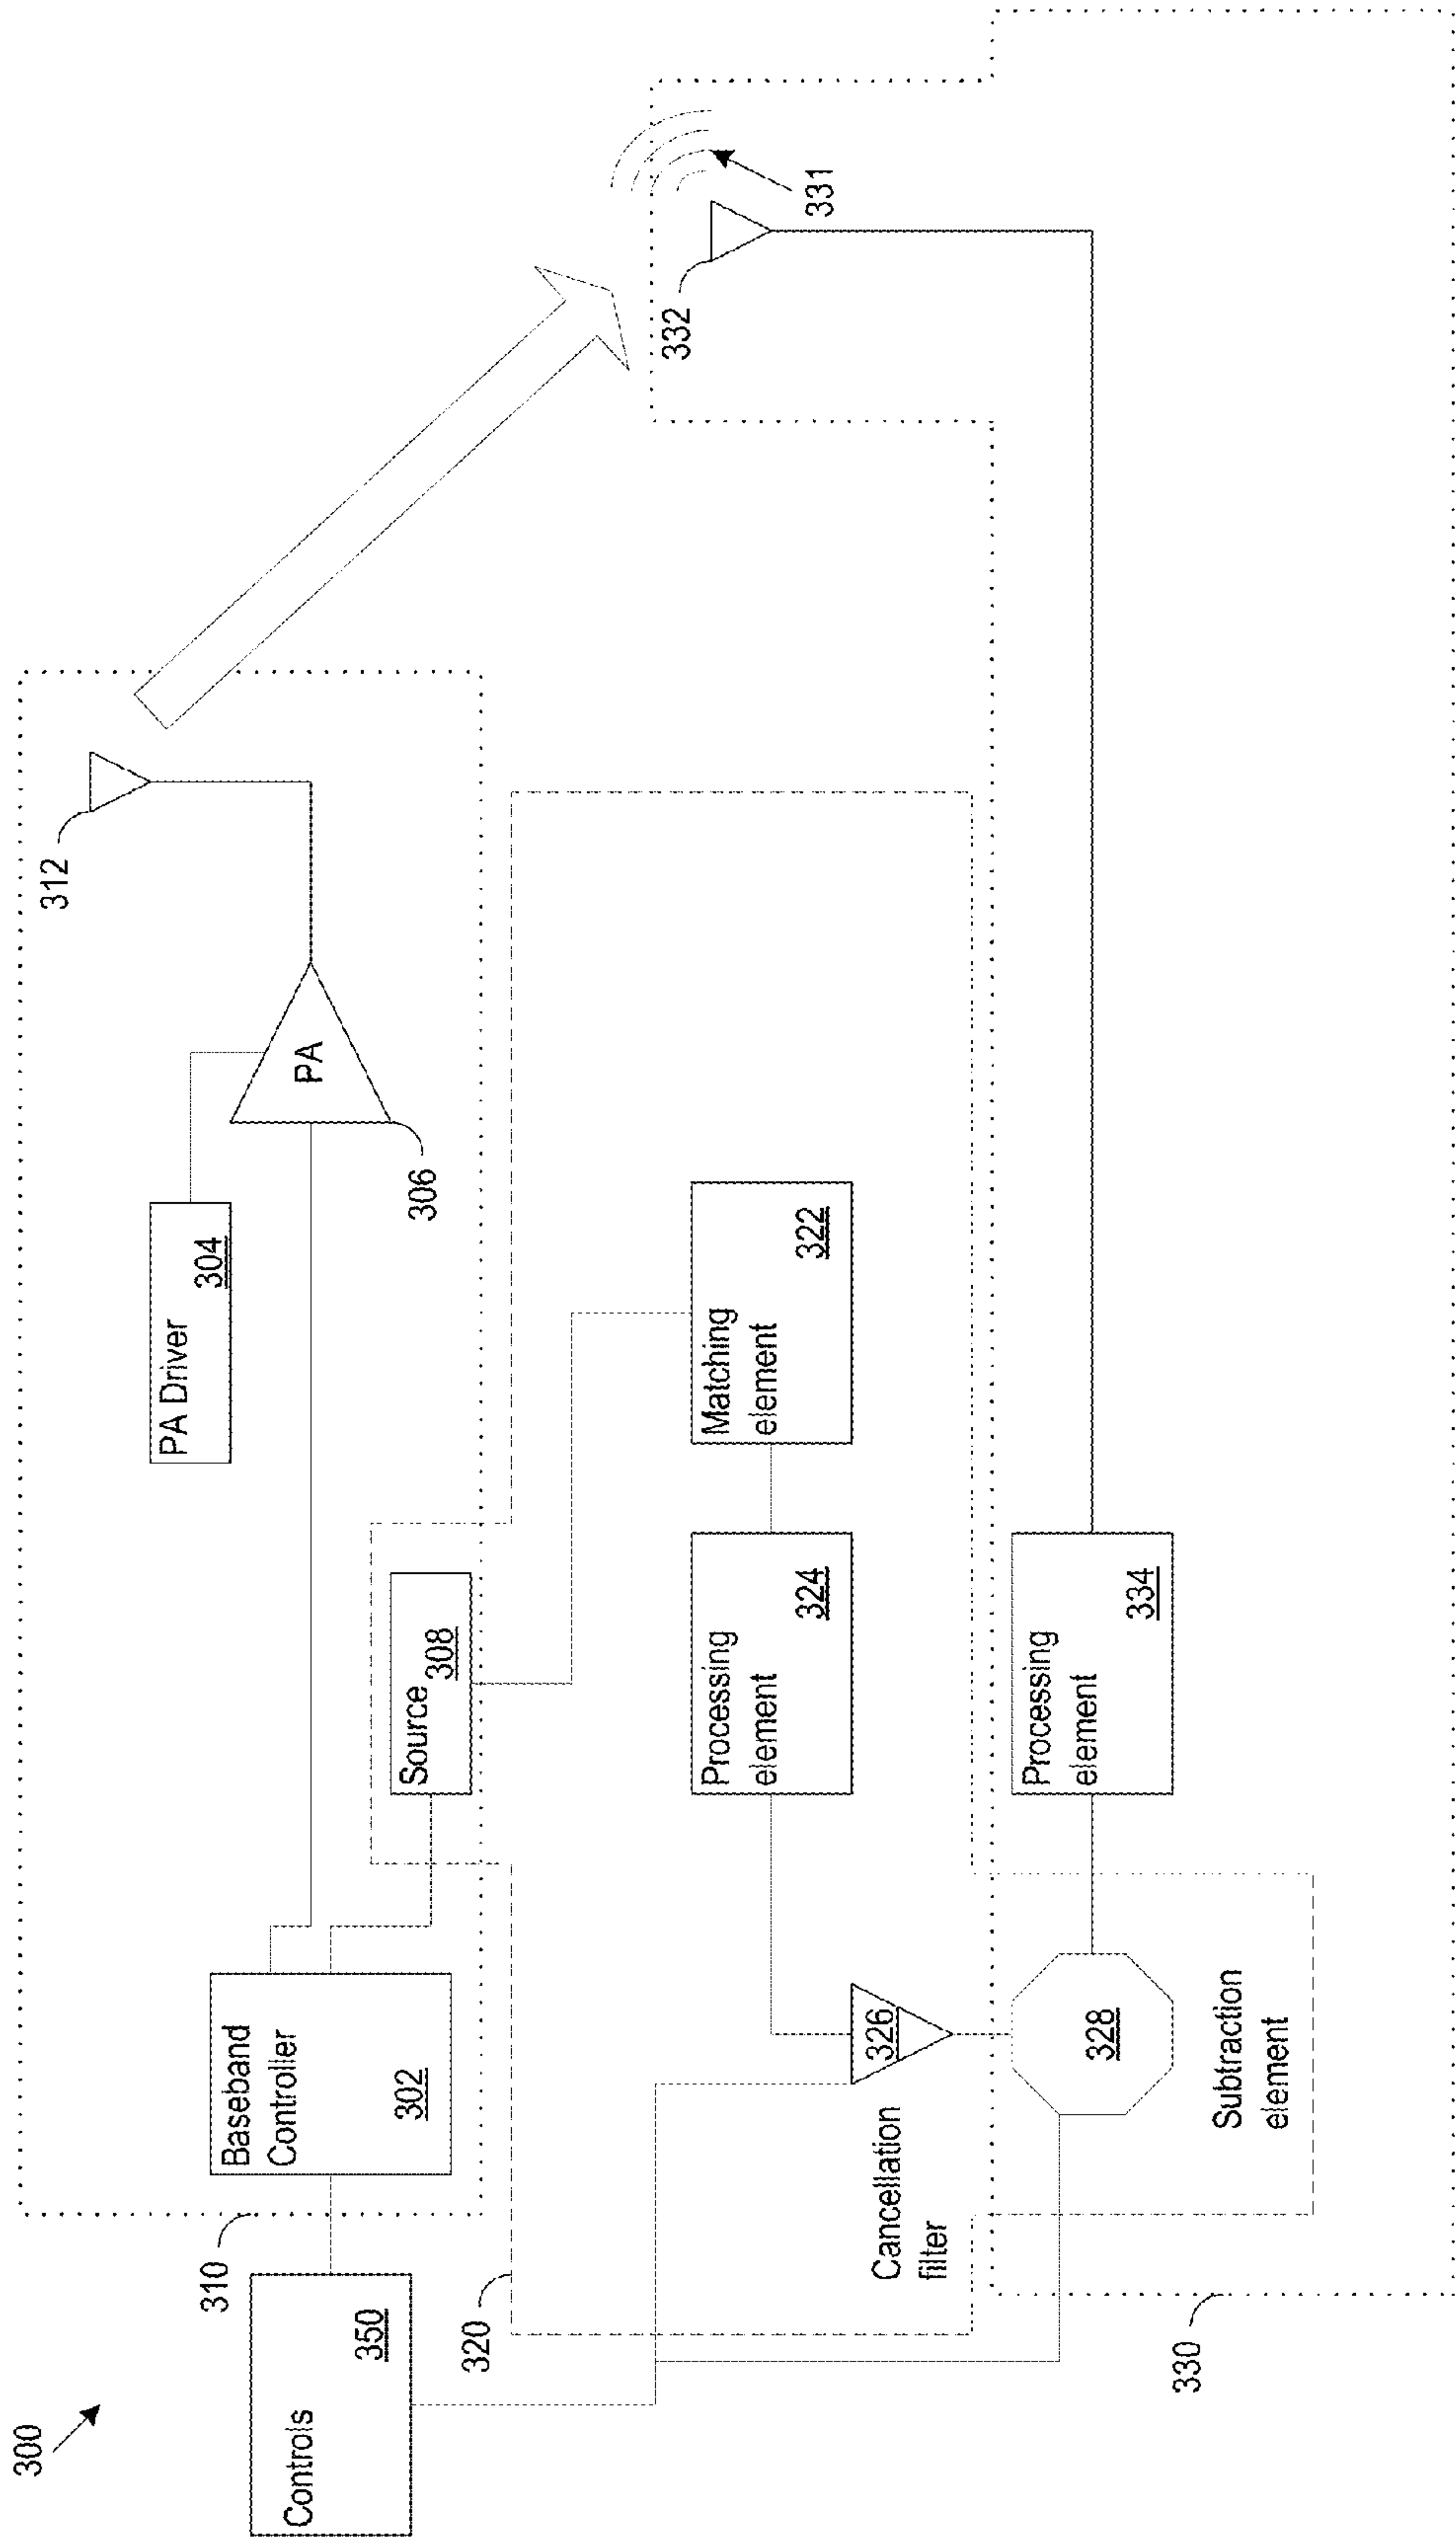 300
Controls
350
310
Baseband
Controller
302
PA Driver
304
PA
306
312
Source
308
320
Matching
element
322
Processing
element
324
326
Cancellation
filter
328
Subtraction
element
Processing
element
334
330
332
331